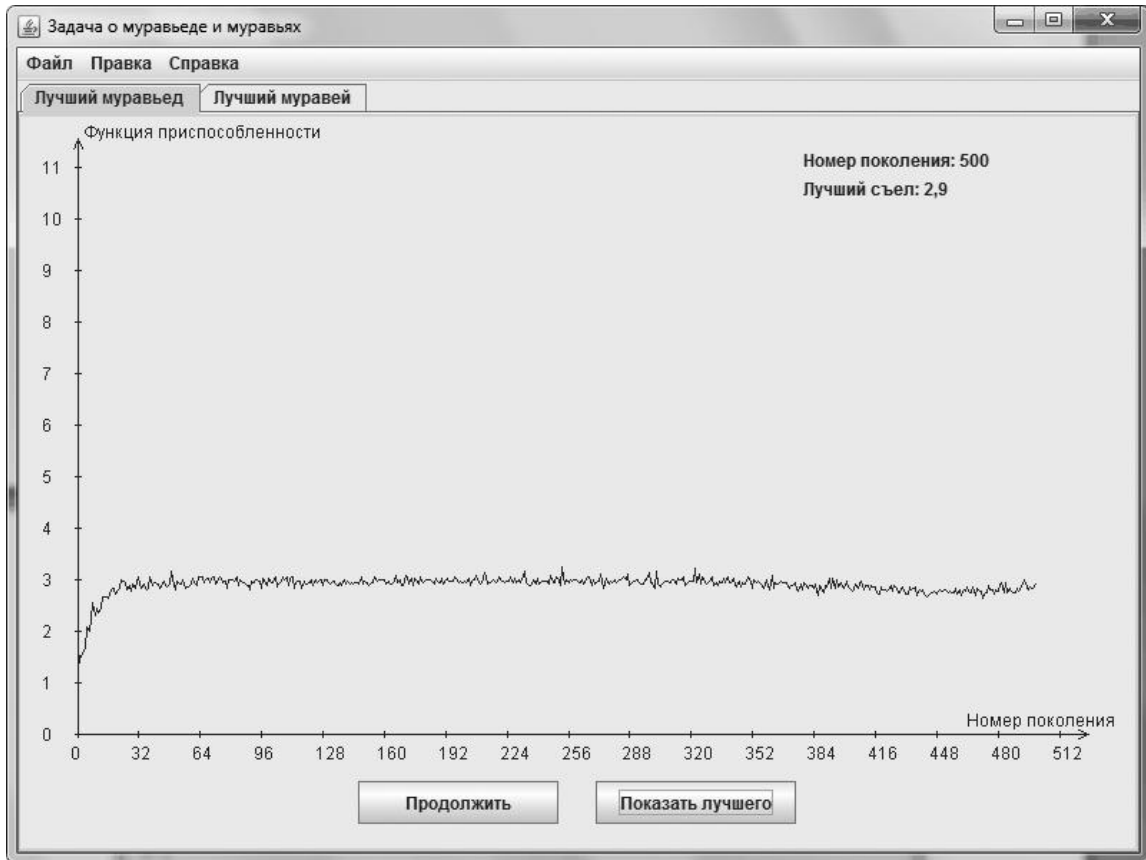 Задача о муравьеде и муравьях
Файл Правка Справка
Лучший муравьед Лучший муравей
Функция приспособленности
Номер поколения: 500
Лучший съел: 2,9
11
10
9
8
7
6
5
4
3
2
1
0
Номер поколения
0 32 64 96 128 160 192 224 256 288 320 352 384 416 448 480 512
Продолжить Показать лучшего